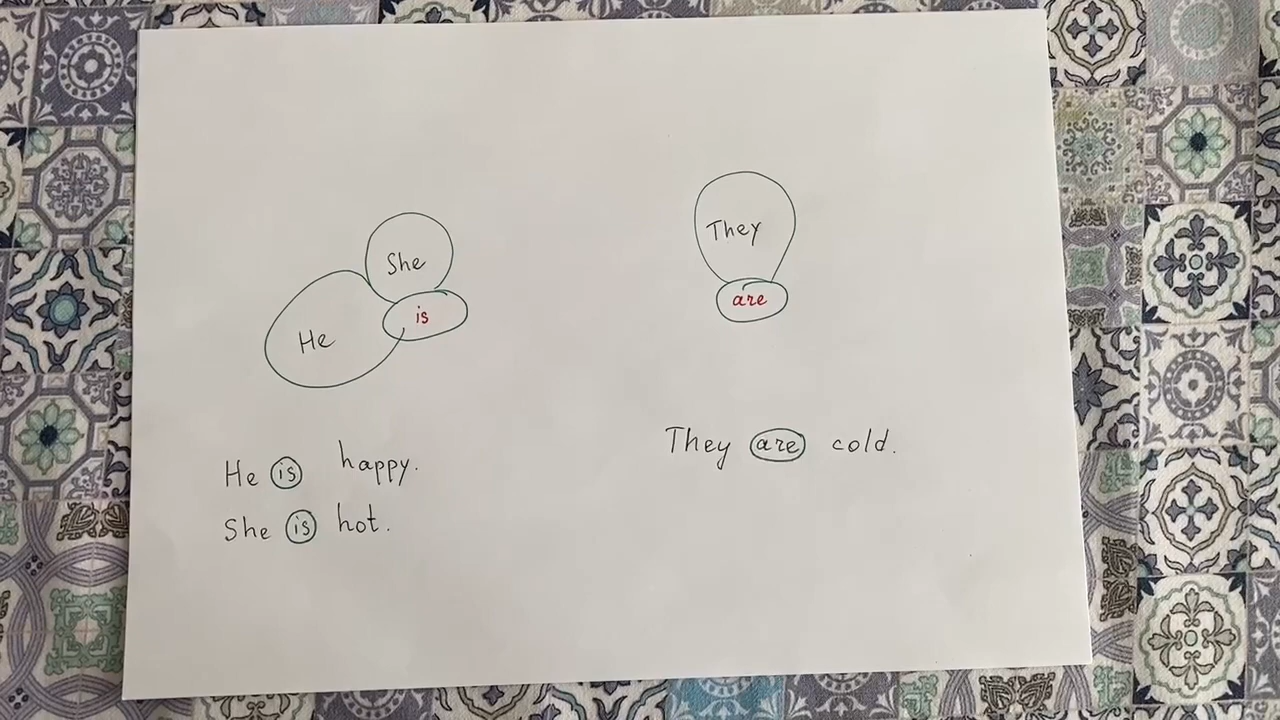 She
He
is
They
are
He is happy.
She is hot.
They are cold.